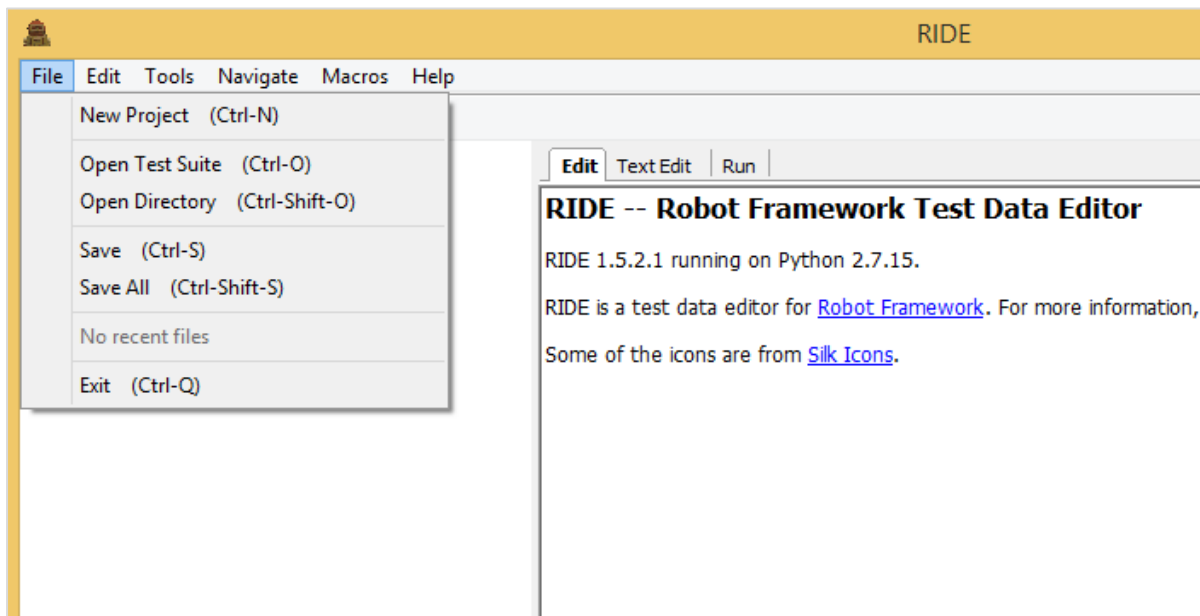 RIDE
File Edit Tools Navigate Macros Help
New Project (Ctrl-N)
Open Test Suite (Ctrl-O)
Open Directory (Ctrl-Shift-O)
Save (Ctrl-S)
Save All (Ctrl-Shift-S)
No recent files
Exit (Ctrl-Q)
Edit Text Edit Run
RIDE -- Robot Framework Test Data Editor
RIDE 1.5.2.1 running on Python 2.7.15.
RIDE is a test data editor for Robot Framework. For more information,
Some of the icons are from Silk Icons.